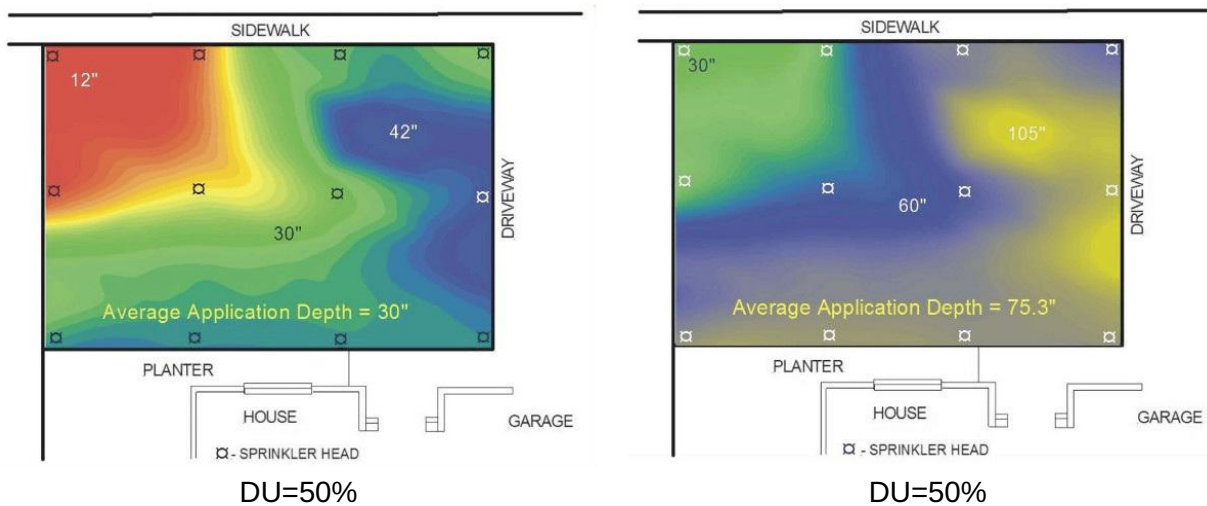 SIDEWALK
12"
42"
30"
DRIVEWAY
Average Application Depth = 30"
PLANTER
HOUSE
GARAGE
¤ - SPRINKLER HEAD
DU=50%
SIDEWALK
30"
105"
60"
DRIVEWAY
Average Application Depth = 75.3"
PLANTER
HOUSE
GARAGE
¤ - SPRINKLER HEAD
DU=50%